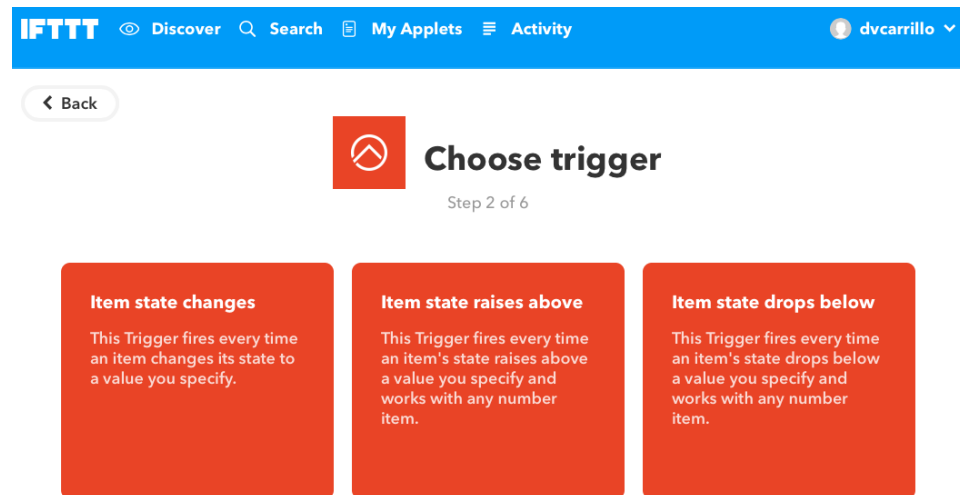 IFTTT Discover Search My Applets Activity dvcarrillo
Back
Choose trigger
Step 2 of 6
Item state changes
This Trigger fires every time
an item changes its state to
a value you specify.
Item state raises above
This Trigger fires every time
an item's state raises above
a value you specify and
works with any number
item.
Item state drops below
This Trigger fires every time
an item's state drops below
a value you specify and
works with any number
item.